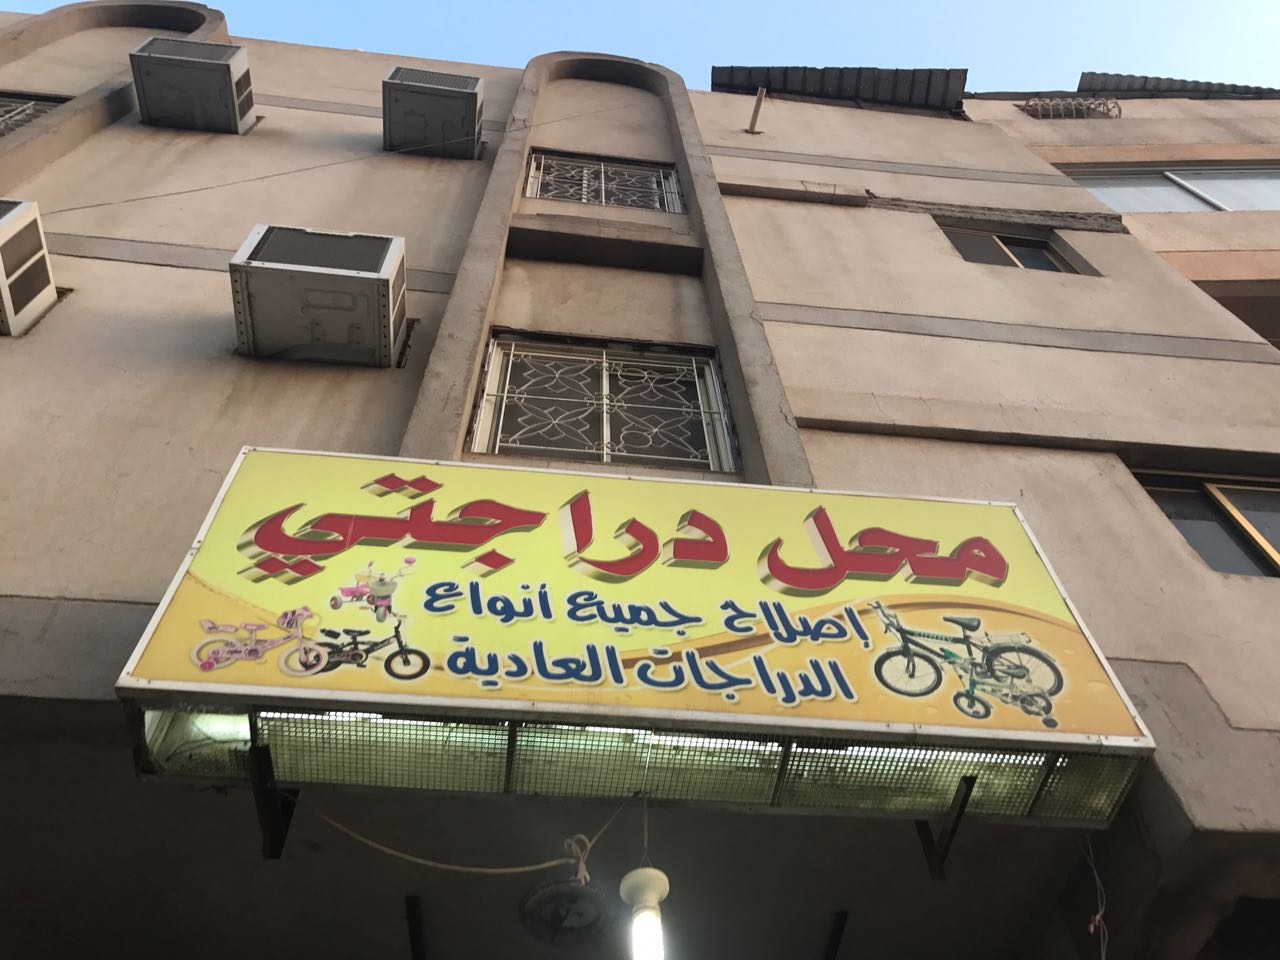 محل دراجتي
إصلاح جميع أنواع
الدراجات العادية